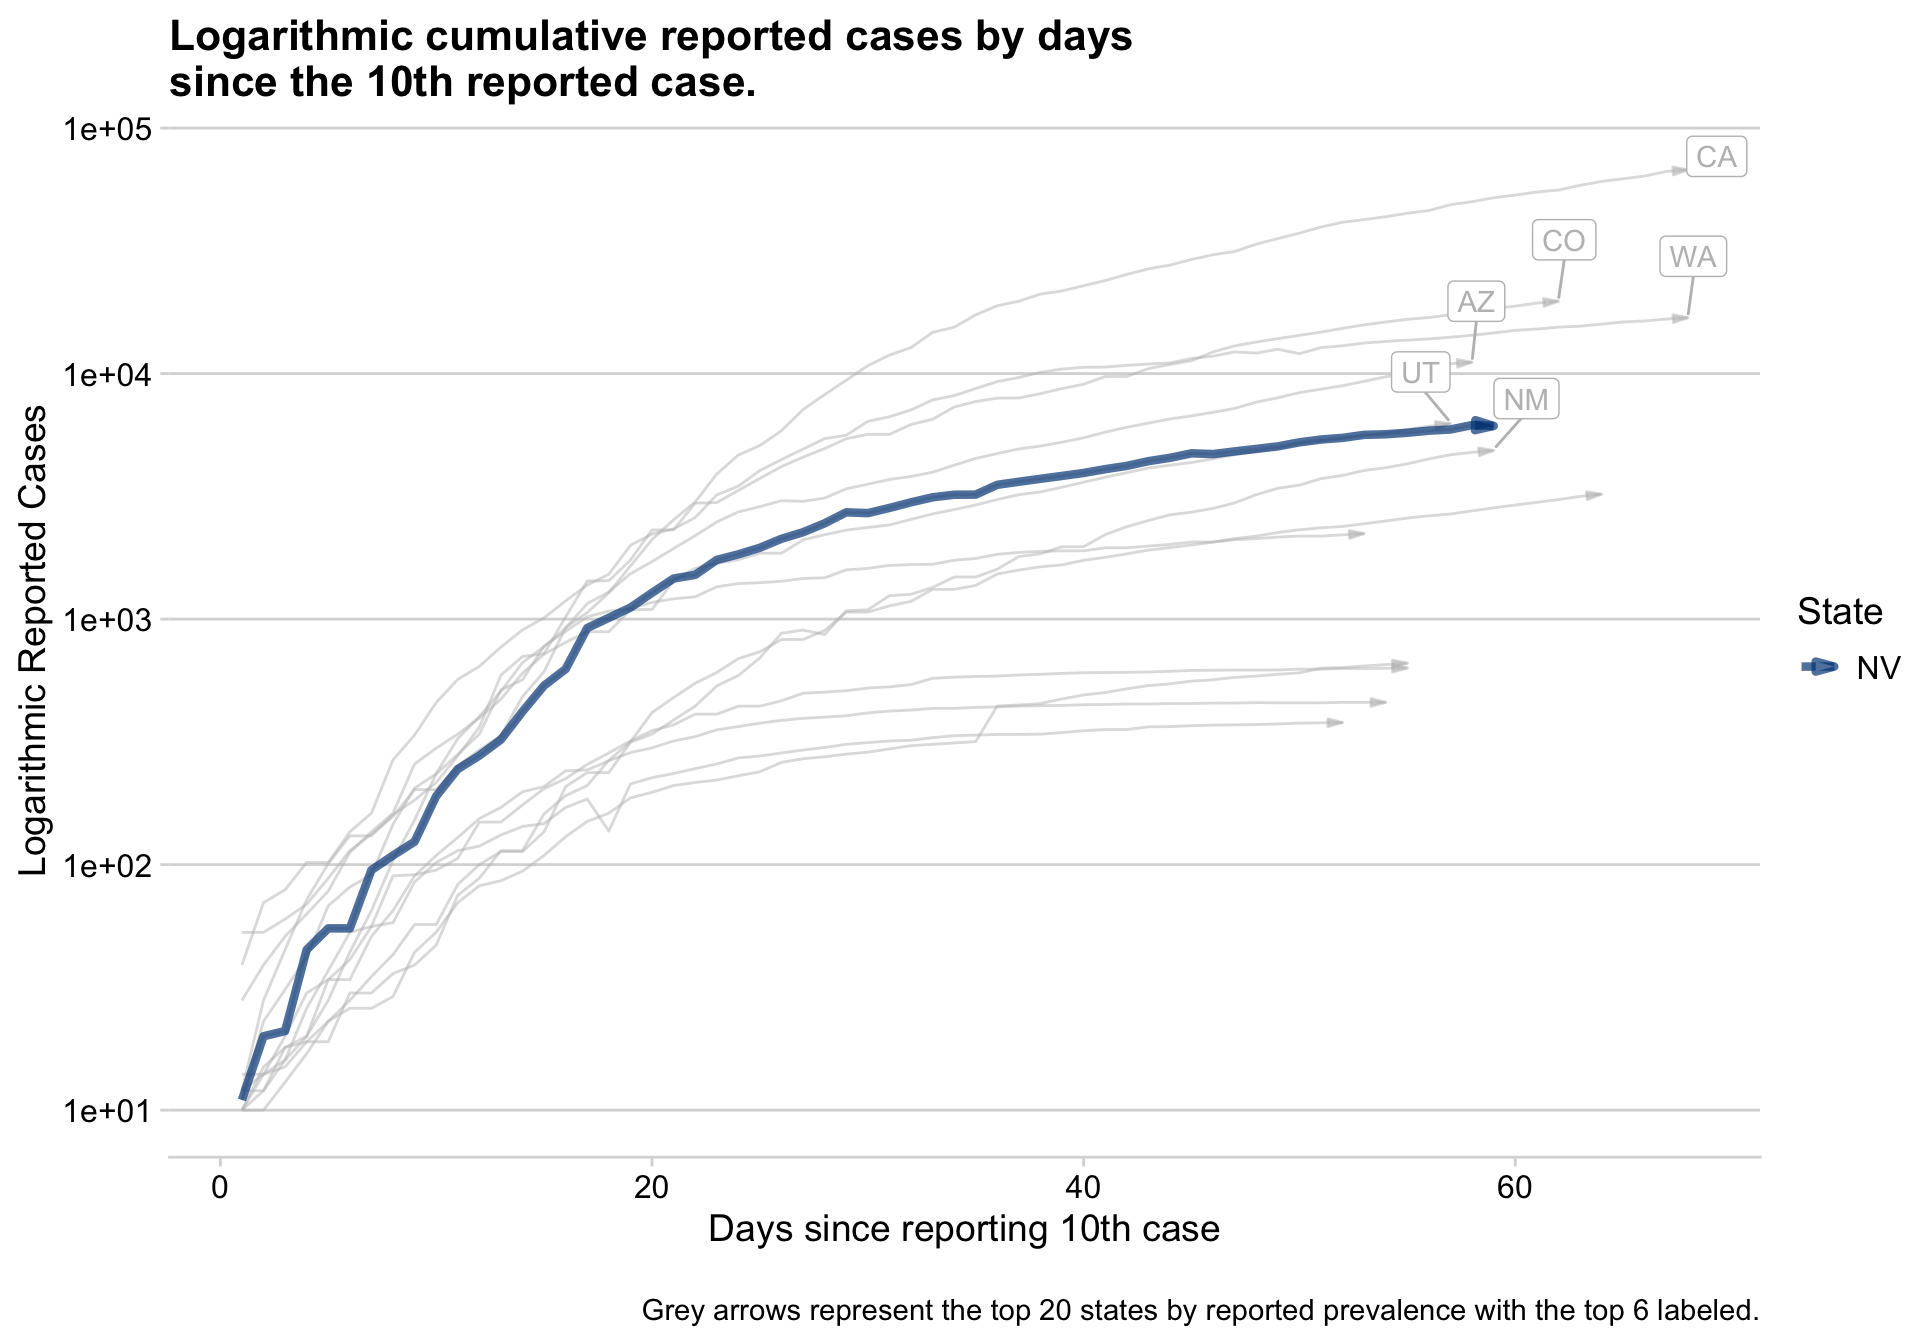 Logarithmic cumulative reported cases by days
since the 10th reported case.
1e+05
1e+04
1e+03
1e+02
1e+01
Logarithmic Reported Cases
CA
CO
WA
AZ
UT
NM
State
NV
0
20
40
60
Days since reporting 10th case
Grey arrows represent the top 20 states by reported prevalence with the top 6 labeled.